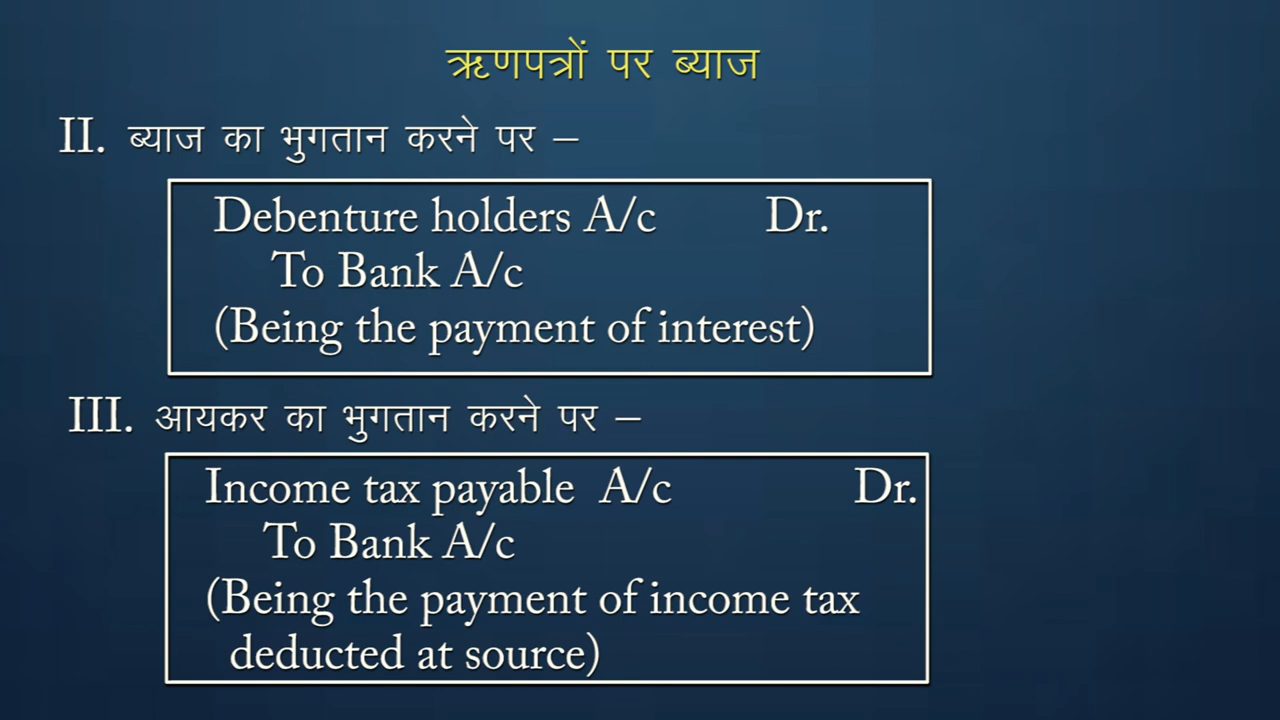 ऋणपत्रों पर ब्याज
II. ब्याज का भुगतान करने पर –
Debenture holders A/c Dr.
To Bank A/c
(Being the payment of interest)
III. आयकर का भुगतान करने पर –
Income tax payable A/c Dr.
To Bank A/c
(Being the payment of income tax
deducted at source)